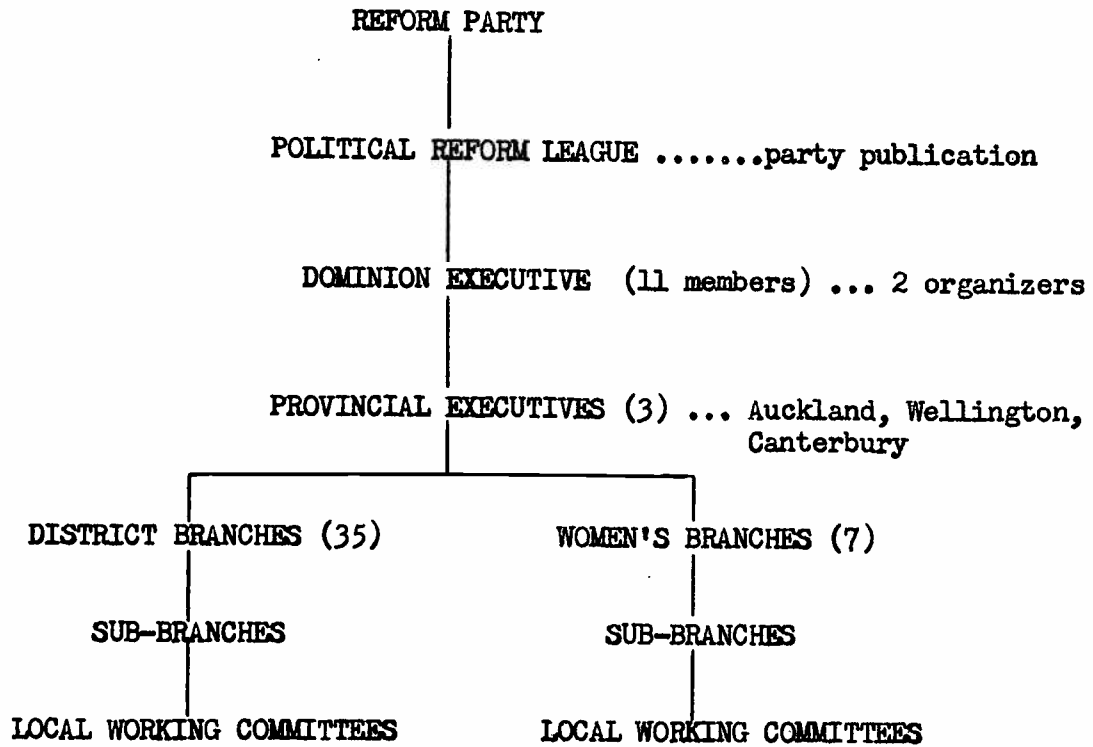 REFORM PARTY
POLITICAL REFORM LEAGUE .......party publication
DOMINION EXECUTIVE (11 members) ... 2 organizers
PROVINCIAL EXECUTIVES (3) ... Auckland, Wellington,
Canterbury
DISTRICT BRANCHES (35)
WOMEN'S BRANCHES (7)
SUB-BRANCHES
SUB-BRANCHES
LOCAL WORKING COMMITTEES
LOCAL WORKING COMMITTEES